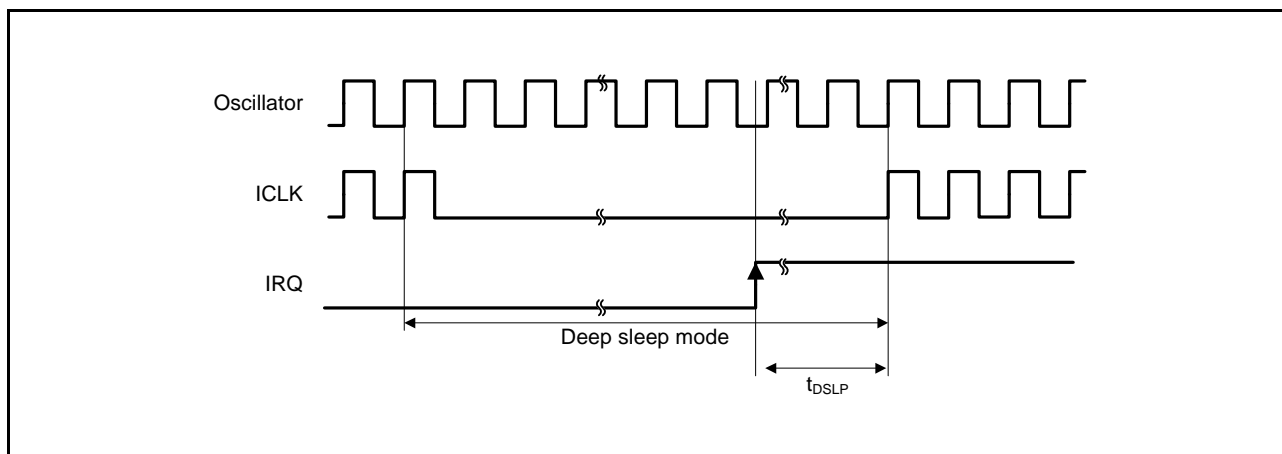 Oscillator
ICLK
IRQ
Deep sleep mode
tDSLP